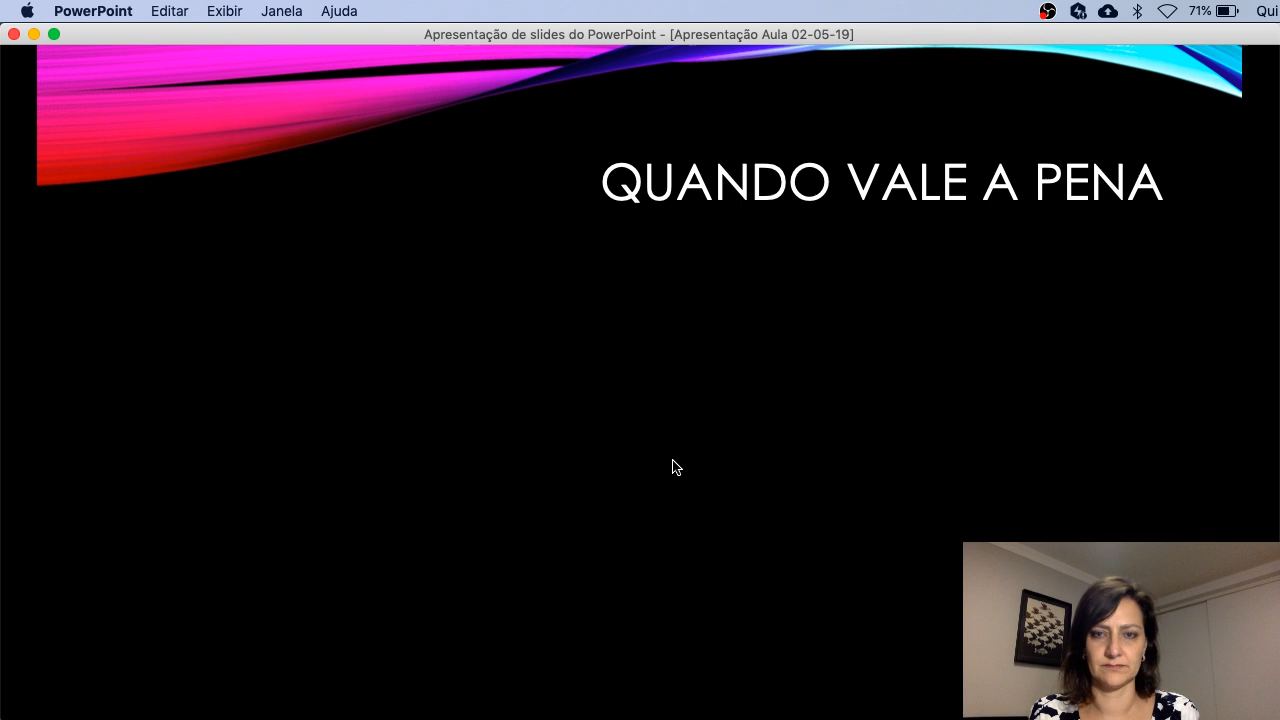 PowerPoint Editar Exibir Janela Ajuda 71% Qui
Apresentação de slides do PowerPoint - [Apresentação Aula 02-05-19]
QUANDO VALE A PENA